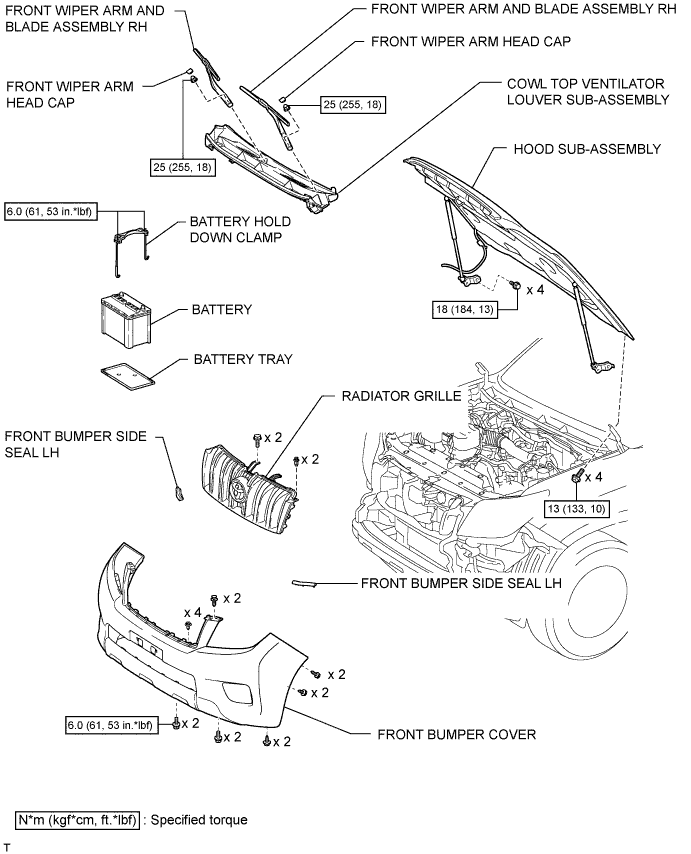 FRONT WIPER ARM AND
BLADE ASSEMBLY RH
FRONT WIPER ARM AND BLADE ASSEMBLY RH
FRONT WIPER ARM HEAD CAP
FRONT WIPER ARM
HEAD CAP
25 (255, 18)
COWL TOP VENTILATOR
LOUVER SUB-ASSEMBLY
HOOD SUB-ASSEMBLY
25 (255, 18)
6.0 (61, 53 in.*lbf)
BATTERY HOLD
DOWN CLAMP
x 4
18 (184, 13)
BATTERY
BATTERY TRAY
RADIATOR GRILLE
FRONT BUMPER SIDE
SEAL LH
x 2
x 2
x 4
13 (133, 10)
FRONT BUMPER SIDE SEAL LH
x 2
x 4
x 2
x 2
6.0 (61, 53 in.*lbf)
x 2
x 2
x 2
FRONT BUMPER COVER
N*m (kgf*cm, ft.*lbf) : Specified torque
T